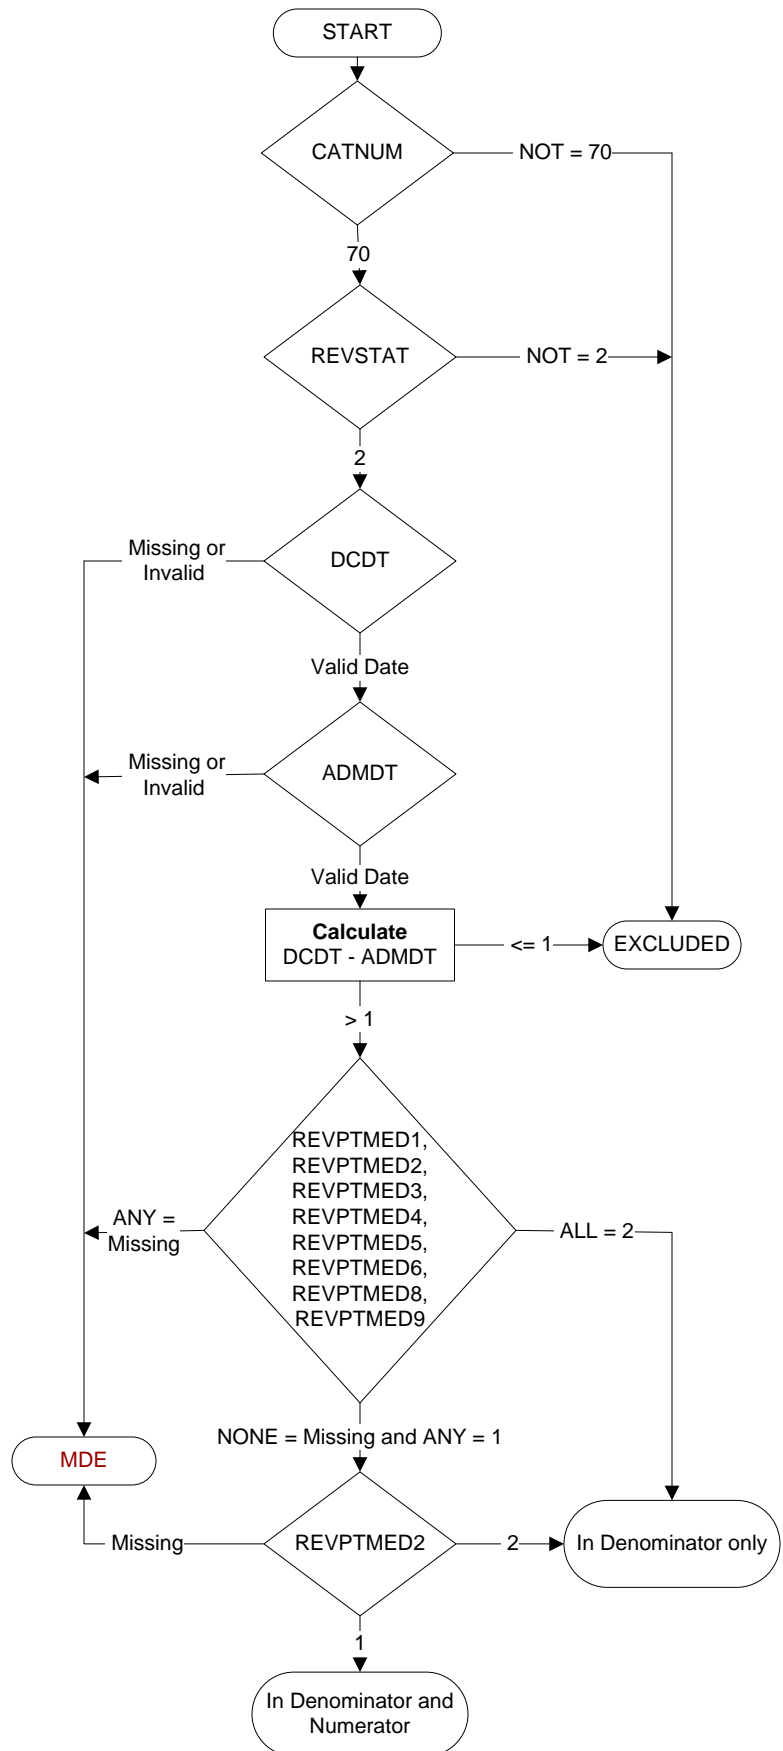 START
CATNUM
NOT = 70
70
REVSTAT
NOT = 2
2
Missing or
Invalid
DCDT
Valid Date
Missing or
Invalid
ADMDT
Valid Date
Calculate
DCDT - ADMDT
<= 1
EXCLUDED
> 1
REVPTMED1,
REVPTMED2,
REVPTMED3,
REVPTMED4,
REVPTMED5,
REVPTMED6,
REVPTMED8,
REVPTMED9
ANY =
Missing
ALL = 2
NONE = Missing and ANY = 1
MDE
Missing
REVPTMED2
2
In Denominator only
1
In Denominator and
Numerator